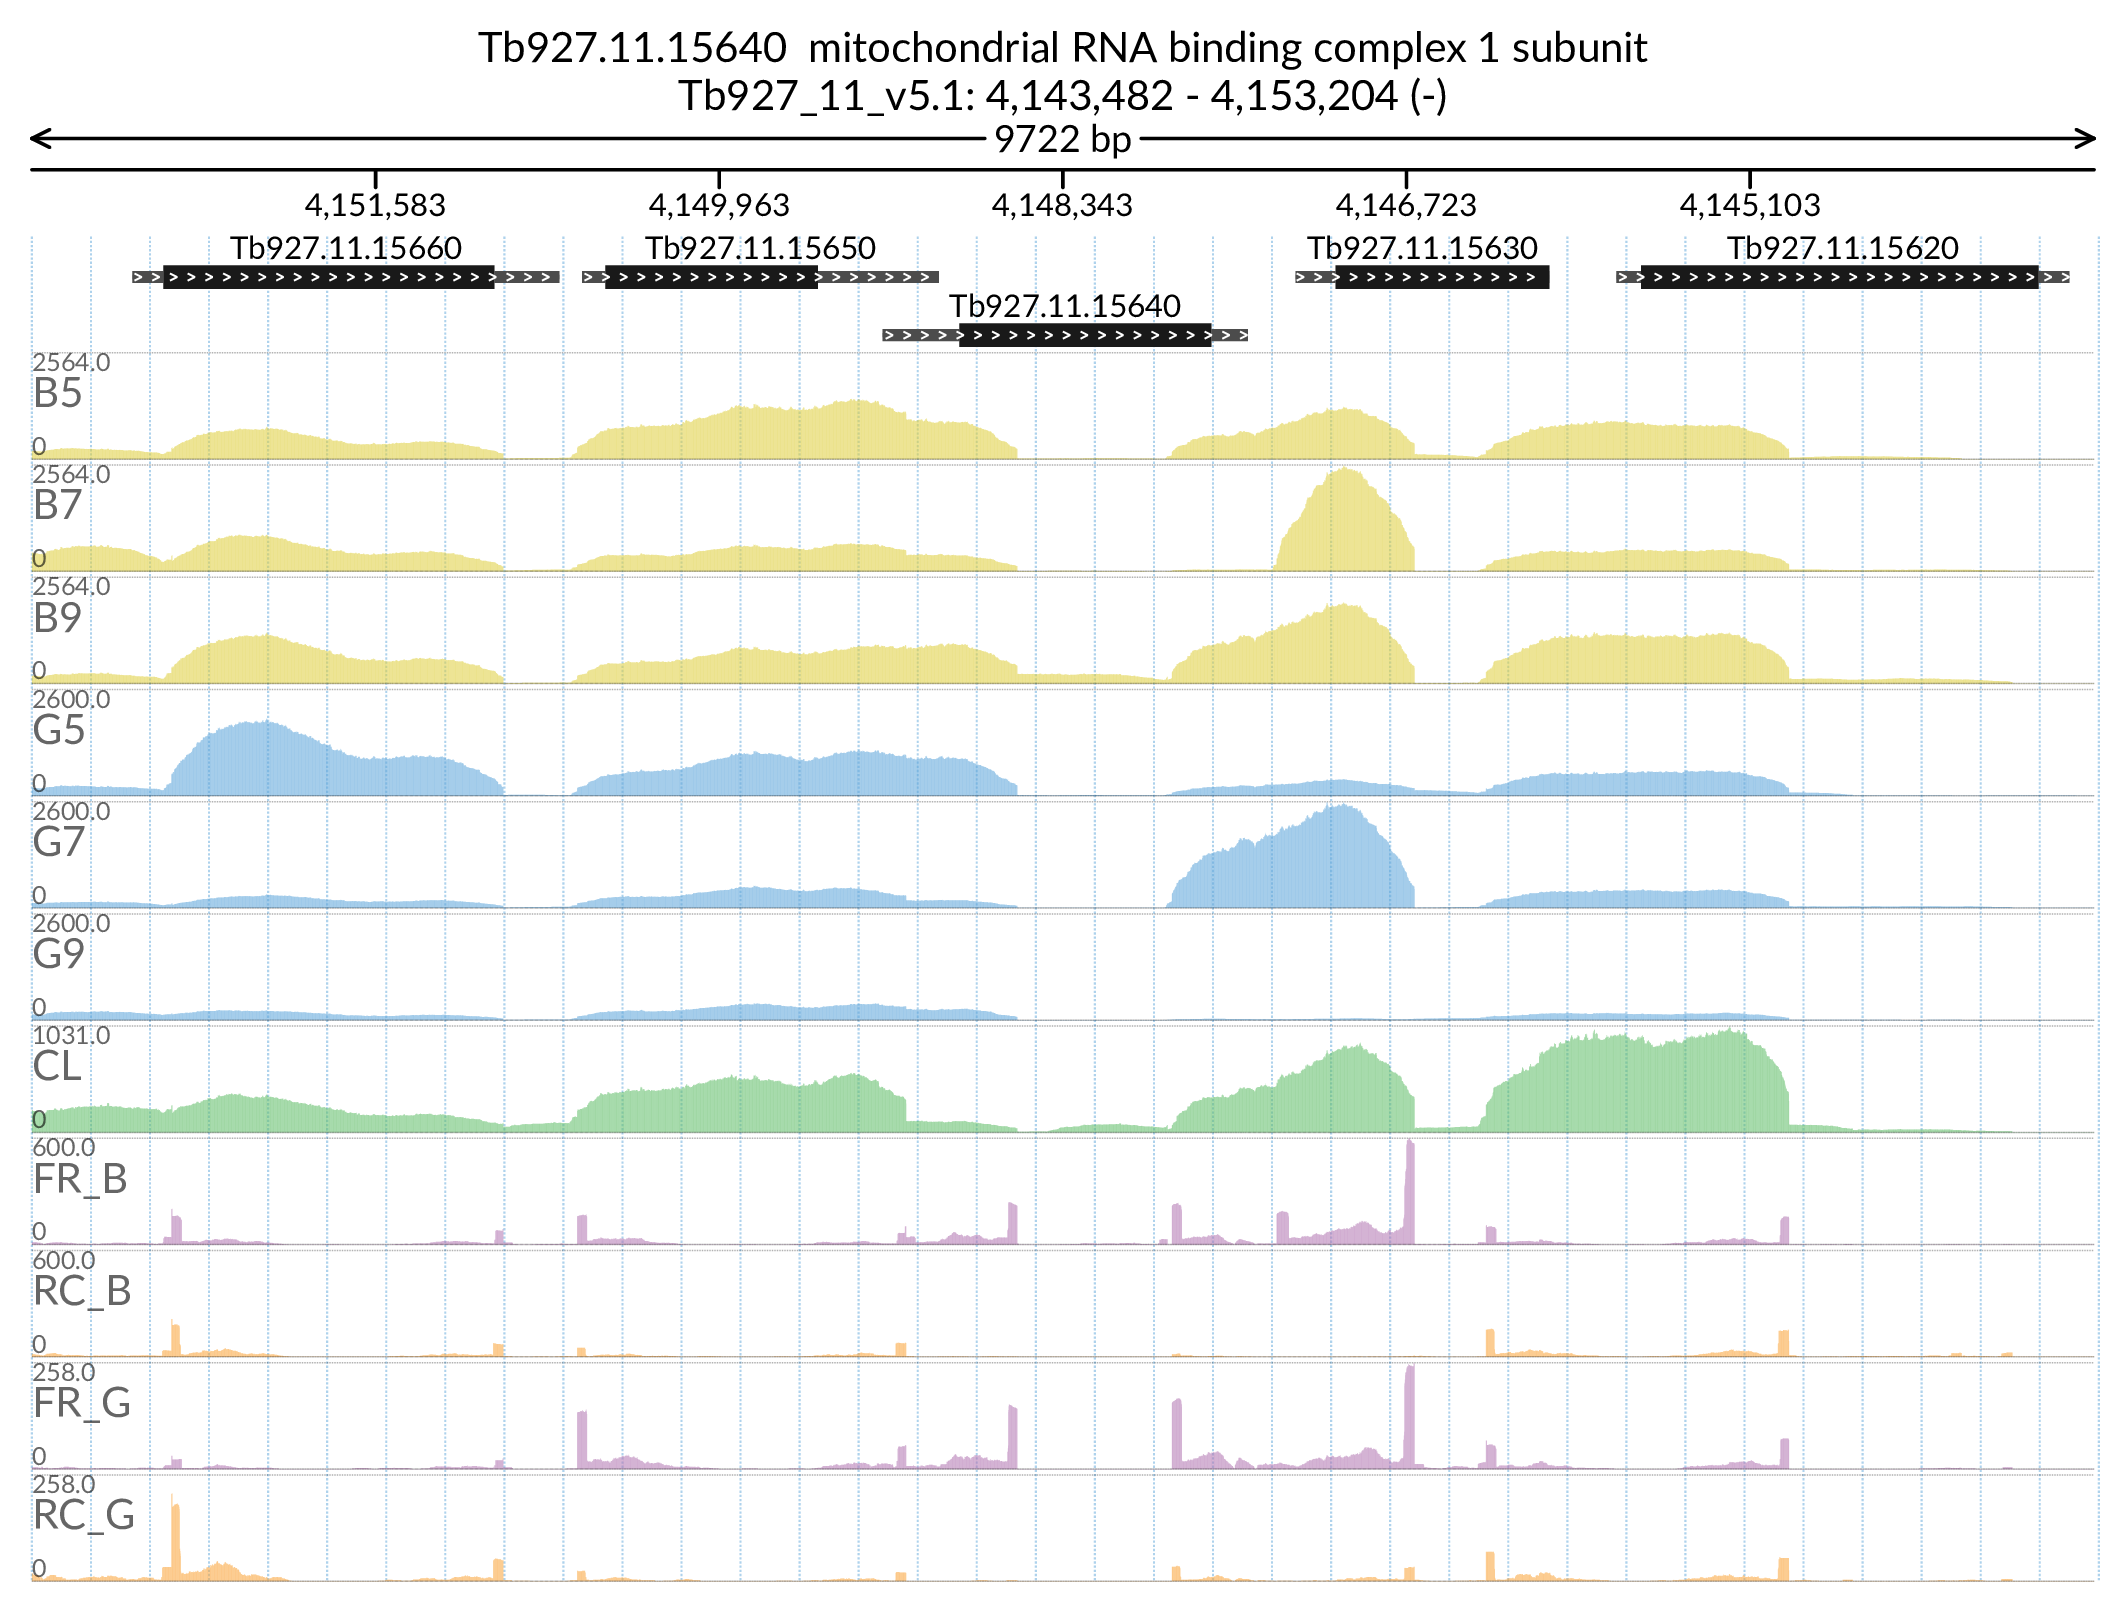 Tb927.11.15640  mitochondrial RNA binding complex 1 subunit
Tb927_11_v5.1: 4,143,482 - 4,153,204 (-)
9722 bp
4,151,583 4,149,963 4,148,343 4,146,723 4,145,103
Tb927.11.15660 Tb927.11.15650 Tb927.11.15630 Tb927.11.15620
Tb927.11.15640
2564.0
B5
0
2564.0
B7
0
2564.0
B9
0
2600.0
G5
0
2600.0
G7
0
2600.0
G9
0
1031.0
CL
0
600.0
FR_B
0
600.0
RC_B
0
258.0
FR_G
0
258.0
RC_G
0